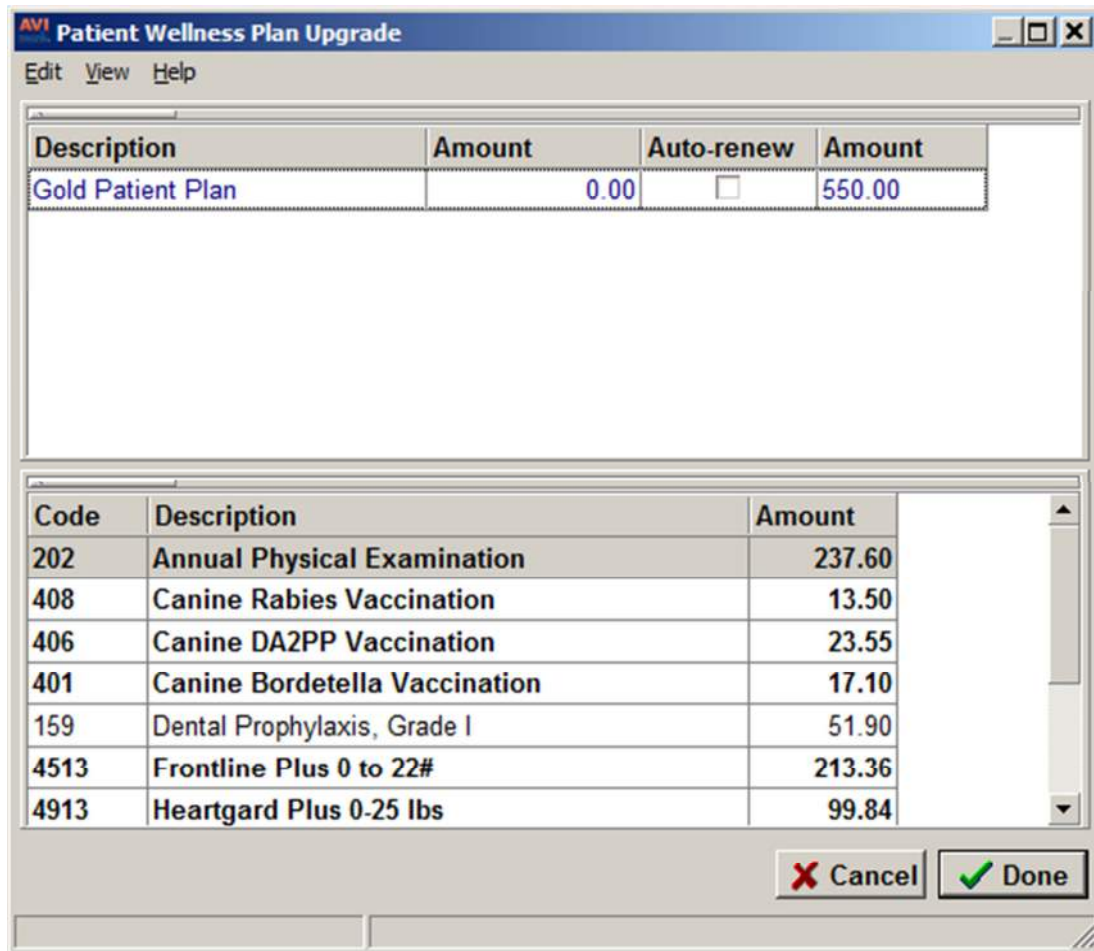 AVI mark Patient Wellness Plan Upgrade
Edit View Help
Description Amount Auto-renew Amount
Gold Patient Plan 0.00 550.00
Code Description Amount
202 Annual Physical Examination 237.60
408 Canine Rabies Vaccination 13.50
406 Canine DA2PP Vaccination 23.55
401 Canine Bordetella Vaccination 17.10
159 Dental Prophylaxis, Grade I 51.90
4513 Frontline Plus 0 to 22# 213.36
4913 Heartgard Plus 0-25 lbs 99.84
Cancel Done